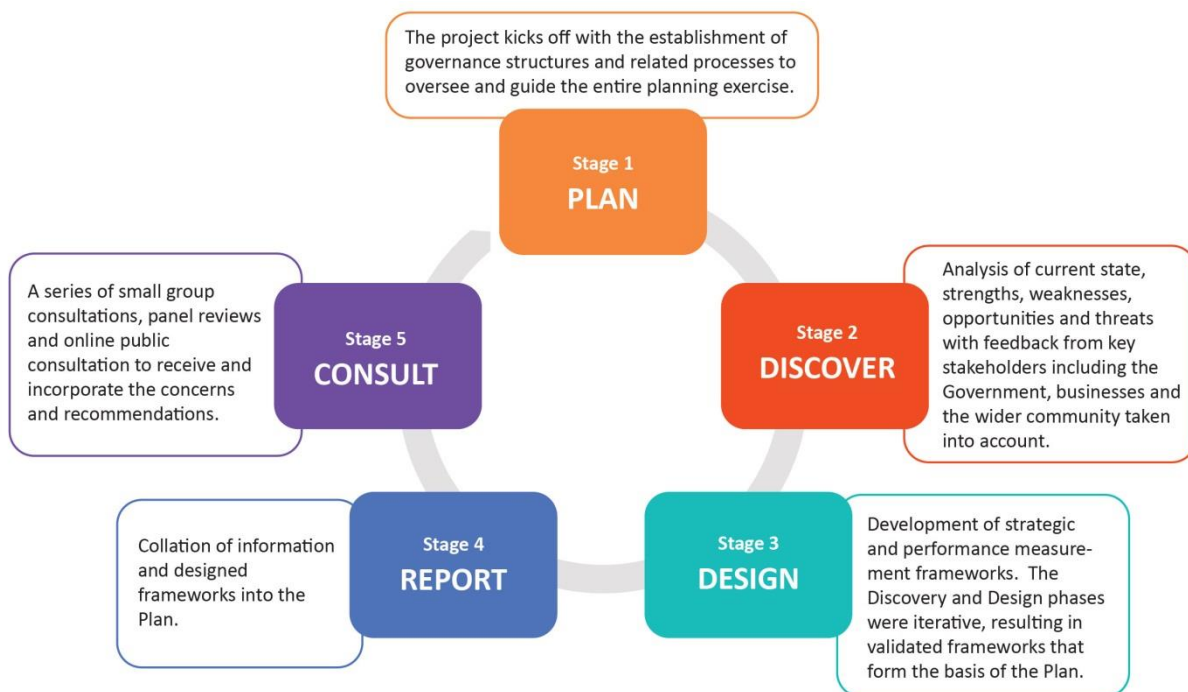 The project kicks off with the establishment of
governance structures and related processes to
oversee and guide the entire planning exercise.
Stage 1
PLAN
Analysis of current state,
strengths, weaknesses,
opportunities and threats
with feedback from key
stakeholders including the
Government, businesses and
the wider community taken
into account.
Stage 2
DISCOVER
Development of strategic
and performance measure-
ment frameworks.  The
Discovery and Design phases
were iterative, resulting in
validated frameworks that
form the basis of the Plan.
Stage 3
DESIGN
Collation of information
and designed
frameworks into the
Plan.
Stage 4
REPORT
A series of small group
consultations, panel reviews
and online public
consultation to receive and
incorporate the concerns
and recommendations.
Stage 5
CONSULT